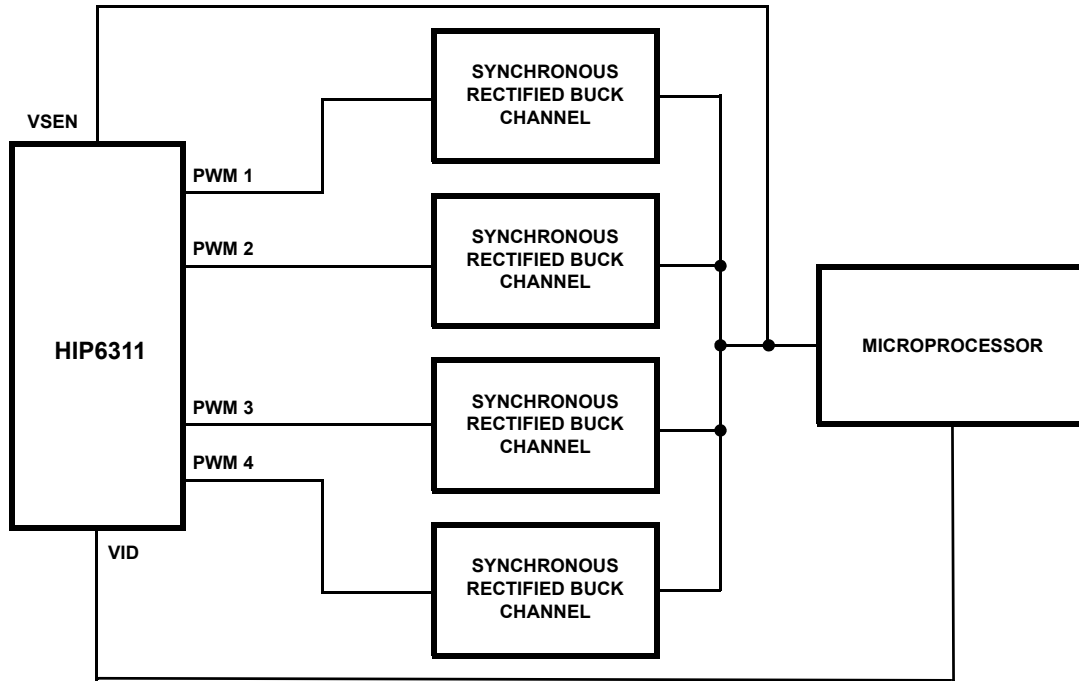 VSEN
HIP6311
PWM 1
PWM 2
PWM 3
PWM 4
VID
SYNCHRONOUS
RECTIFIED BUCK
CHANNEL
SYNCHRONOUS
RECTIFIED BUCK
CHANNEL
SYNCHRONOUS
RECTIFIED BUCK
CHANNEL
SYNCHRONOUS
RECTIFIED BUCK
CHANNEL
MICROPROCESSOR